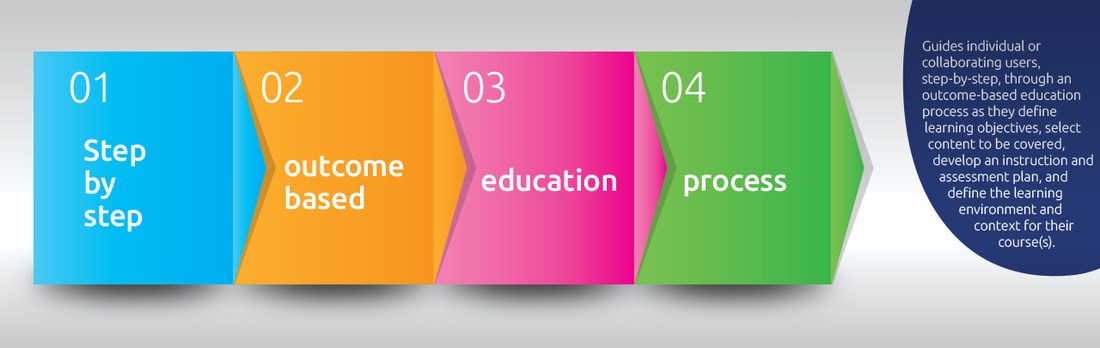 01
Step
by
step
02
outcome
based
03
education
04
process
Guides individual or
collaborating users,
step-by-step, through an
outcome-based education
process as they define
learning objectives, select
content to be covered,
develop an instruction and
assessment plan, and
define the learning
environment and
context for their
course(s).